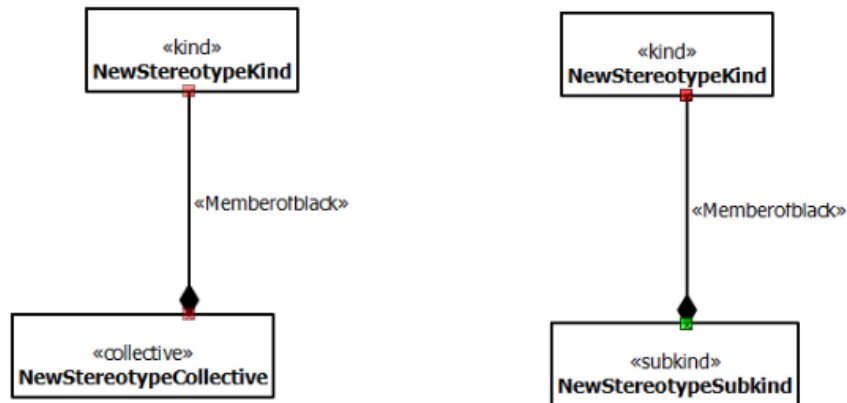 «kind»
NewStereotypeKind
«Memberofblack»
«collective»
NewStereotypeCollective
«kind»
NewStereotypeKind
«Memberofblack»
«subkind»
NewStereotypeSubkind